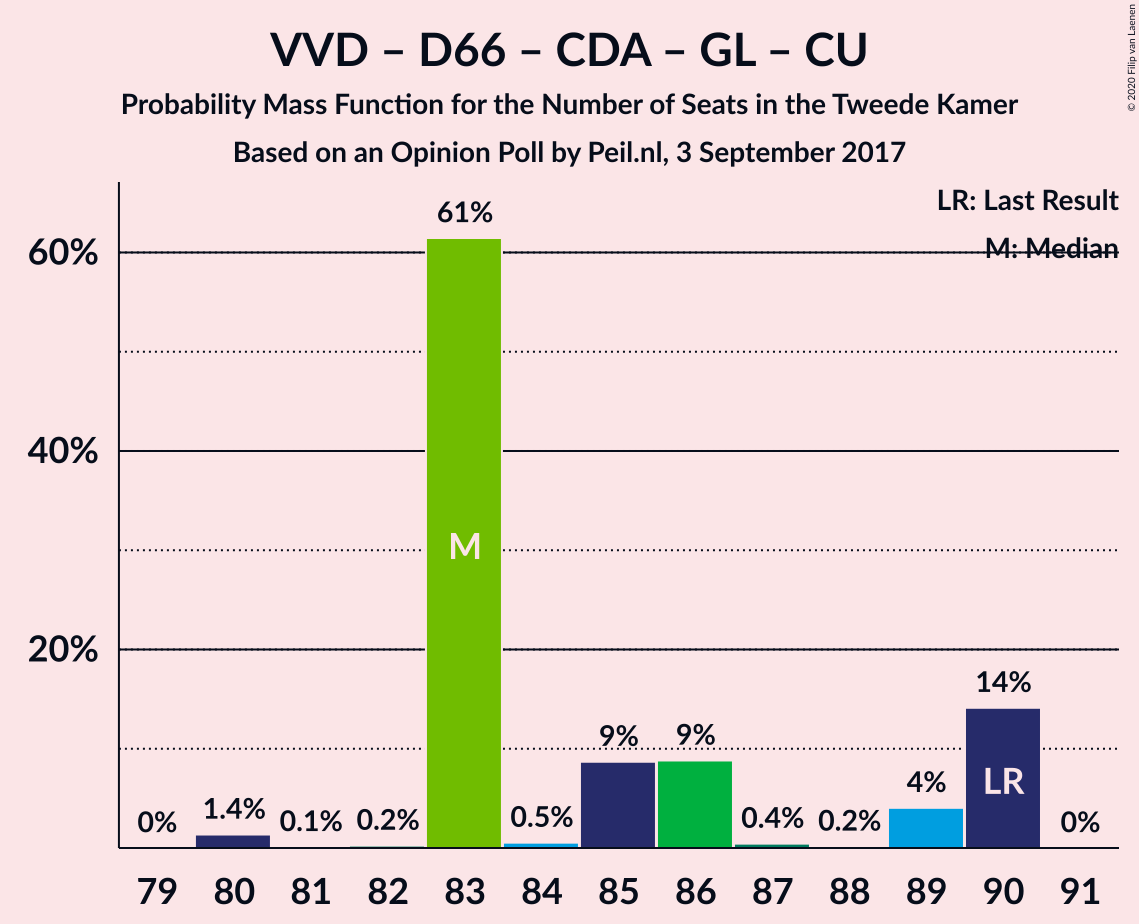 VVD – D66 – CDA – GL – CU
Probability Mass Function for the Number of Seats in the Tweede Kamer
Based on an Opinion Poll by Peil.nl, 3 September 2017
© 2020 Filip van Laenen
LR: Last Result
M: Median
60%
40%
20%
0% 1.4% 0.1% 0.2% 61% 0.5% 9% 9% 0.4% 0.2% 4% 14% 0%
M
LR
79 80 81 82 83 84 85 86 87 88 89 90 91